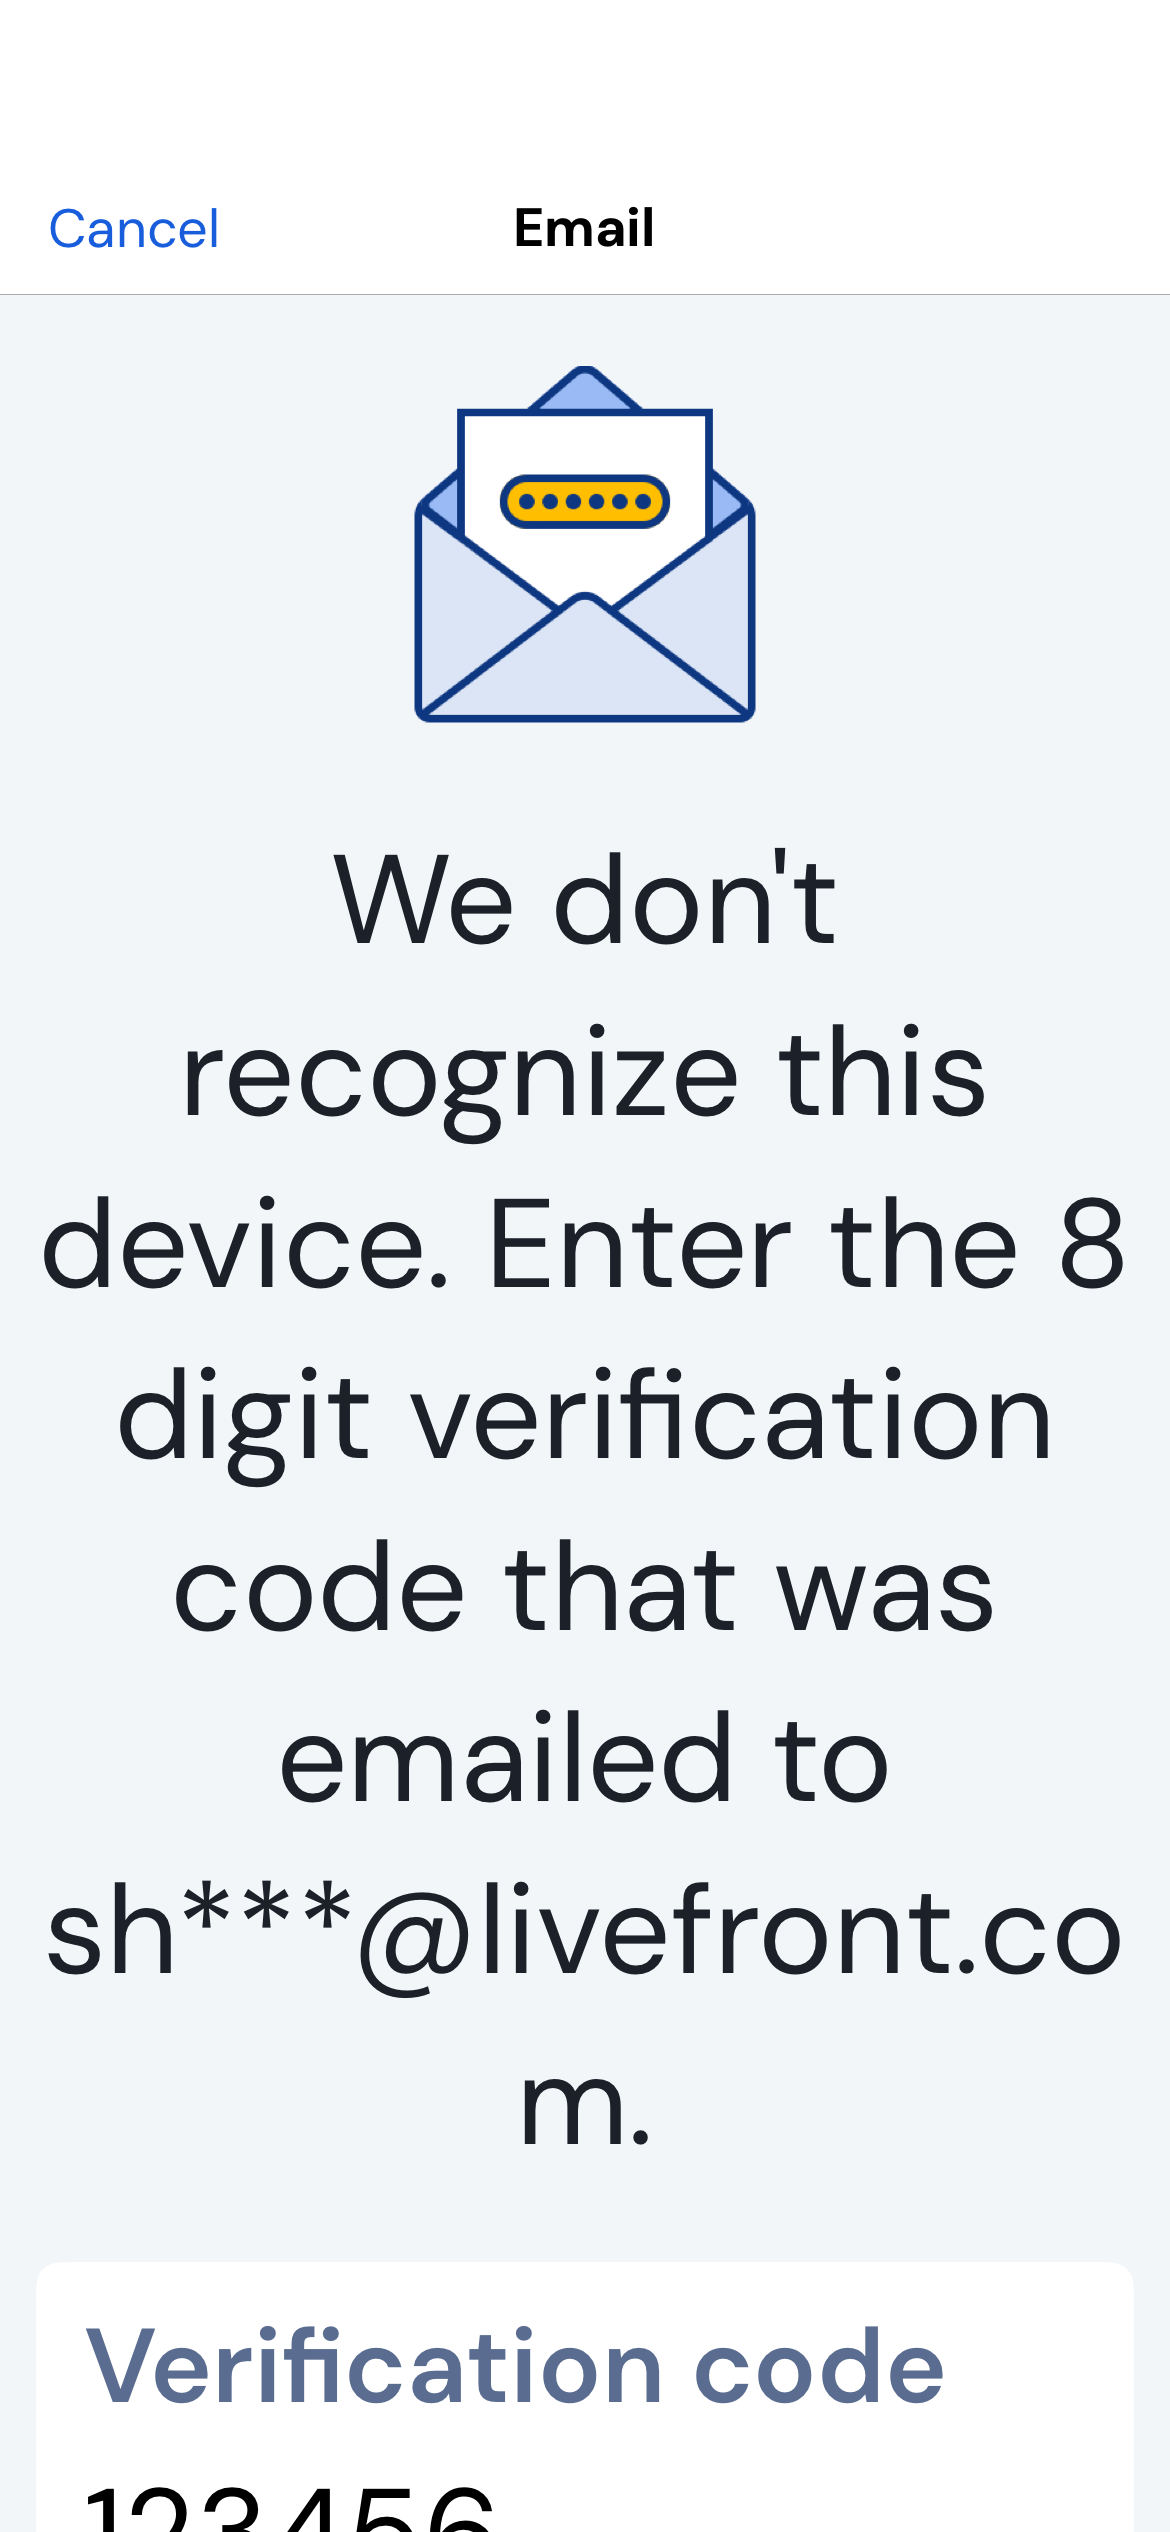 Cancel
Email
We don't
recognize this
device. Enter the 8
digit verification
code that was
emailed to
sh***@livefront.co
m.
Verification code
123456